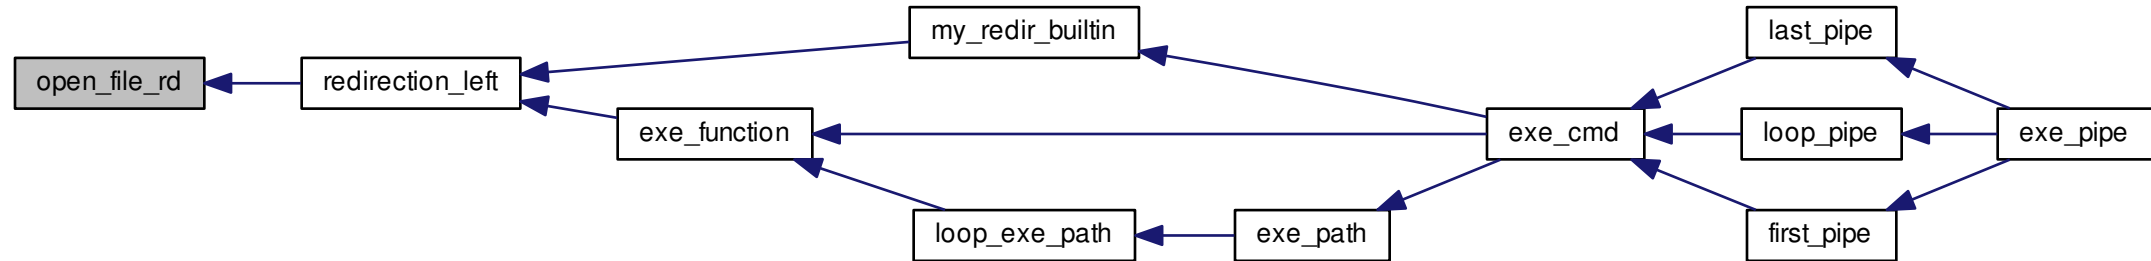 open_file_rd
redirection_left
my_redir_builtin
exe_function
loop_exe_path
exe_path
exe_cmd
last_pipe
loop_pipe
first_pipe
exe_pipe